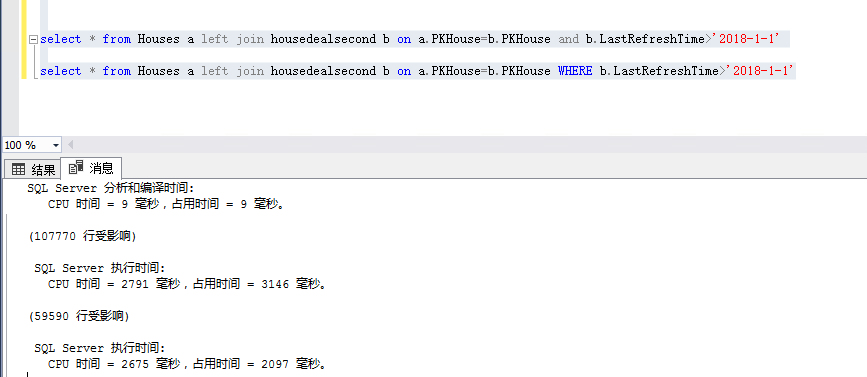 select * from Houses a left join housedealsecond b on a.PKHouse=b.PKHouse and b.LastRefreshTime>'2018-1-1'
select * from Houses a left join housedealsecond b on a.PKHouse=b.PKHouse WHERE b.LastRefreshTime>'2018-1-1'
100 %
结果 消息
SQL Server 分析和编译时间:
CPU 时间 = 9 毫秒，占用时间 = 9 毫秒。
(107770 行受影响)
SQL Server 执行时间:
CPU 时间 = 2791 毫秒，占用时间 = 3146 毫秒。
(59590 行受影响)
SQL Server 执行时间:
CPU 时间 = 2675 毫秒，占用时间 = 2097 毫秒。